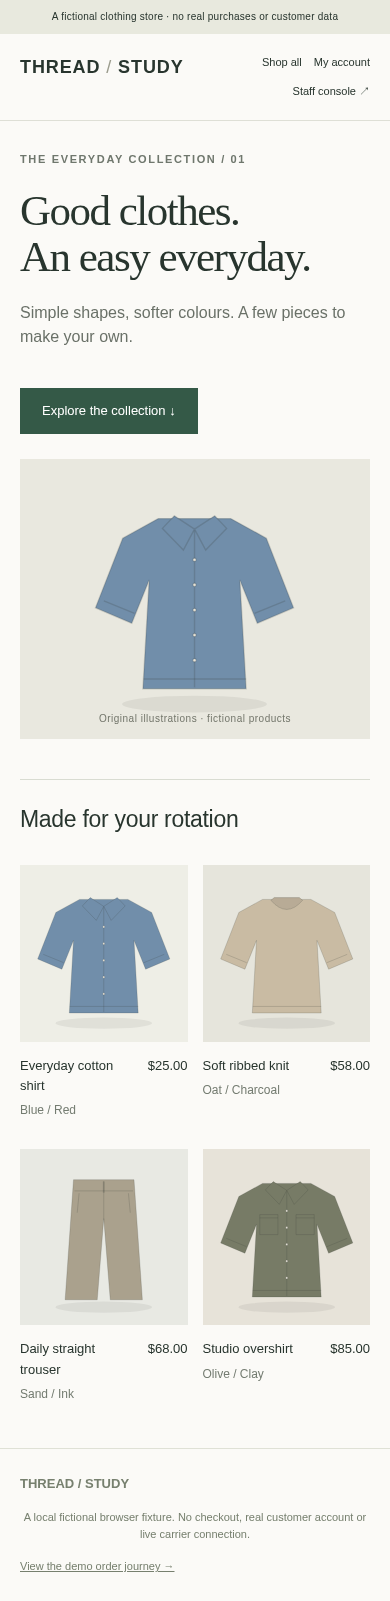 A fictional clothing store · no real purchases or customer data
THREAD / STUDY
Shop all My account
Staff console ↗
THE EVERYDAY COLLECTION / 01
Good clothes.
An easy everyday.
Simple shapes, softer colours. A few pieces to
make your own.
Explore the collection ↓
Original illustrations · fictional products
Made for your rotation
Everyday cotton shirt $25.00
Blue / Red
Soft ribbed knit $58.00
Oat / Charcoal
Daily straight trouser $68.00
Sand / Ink
Studio overshirt $85.00
Olive / Clay
THREAD / STUDY
A local fictional browser fixture. No checkout, real customer account or
live carrier connection.
View the demo order journey →